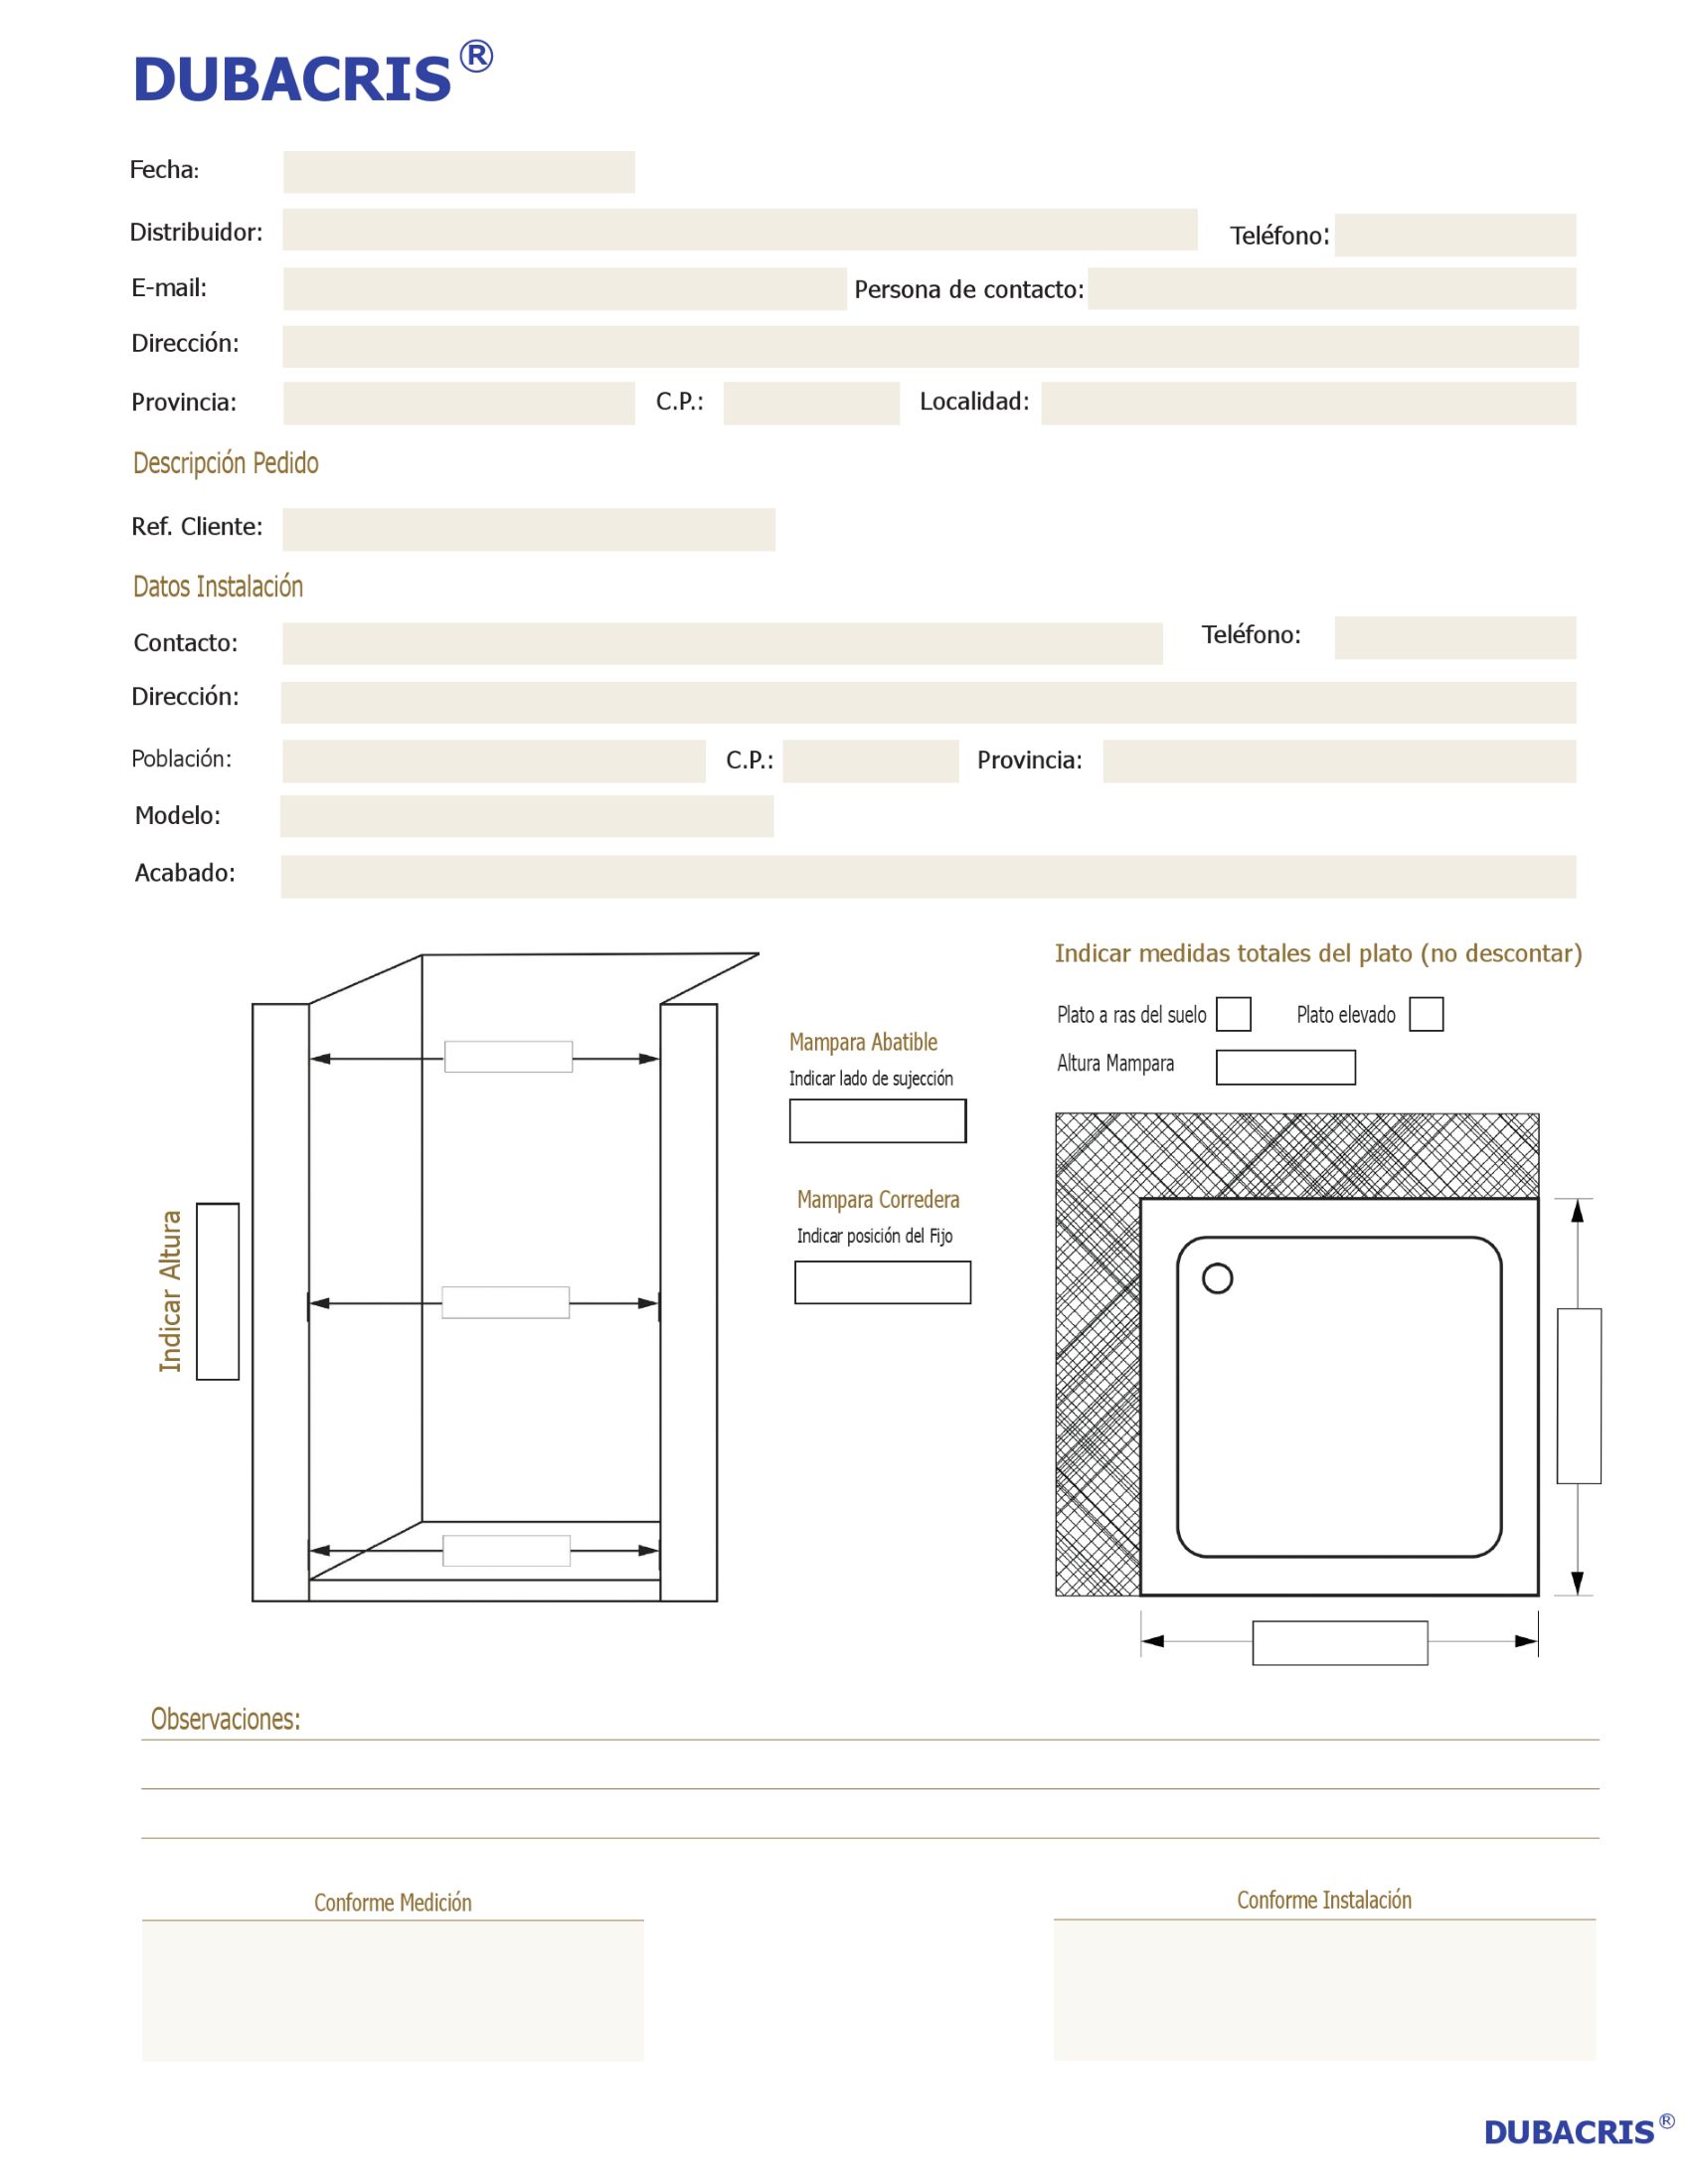 DUBACRIS®
Fecha:
Distribuidor: Teléfono:
E-mail: Persona de contacto:
Dirección:
Provincia: C.P.: Localidad:
Descripción Pedido
Ref. Cliente:
Datos Instalación
Contacto: Teléfono:
Dirección:
Población: C.P.: Provincia:
Modelo:
Acabado:
Indicar Altura
Mampara Abatible
Indicar lado de sujección
Mampara Corredera
Indicar posición del Fijo
Indicar medidas totales del plato (no descontar)
Plato a ras del suelo Plato elevado
Altura Mampara
Observaciones:
Conforme Medición Conforme Instalación
DUBACRIS®